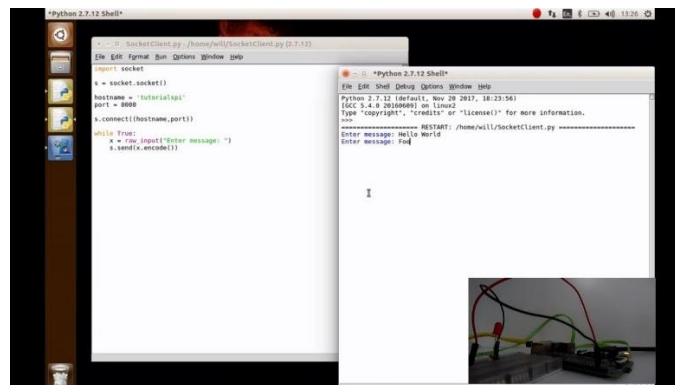 *Python 2.7.12 Shell*
13:26
SocketClient.py - /home/will/SocketClient.py (2.7.12)
File Edit Format Run Options Window Help
import socket
s = socket.socket()
hostname = 'tutorialspi'
port = 8000
s.connect((hostname,port))
while True:
x = raw_input("Enter message: ")
s.send(x.encode())
*Python 2.7.12 Shell*
File Edit Shell Debug Options Window Help
Python 2.7.12 (default, Nov 20 2017, 18:23:56)
[GCC 5.4.0 20160609] on linux2
Type "copyright", "credits" or "license()" for more information.
>>>
==================== RESTART: /home/will/SocketClient.py ====================
Enter message: Hello World
Enter message: Foo